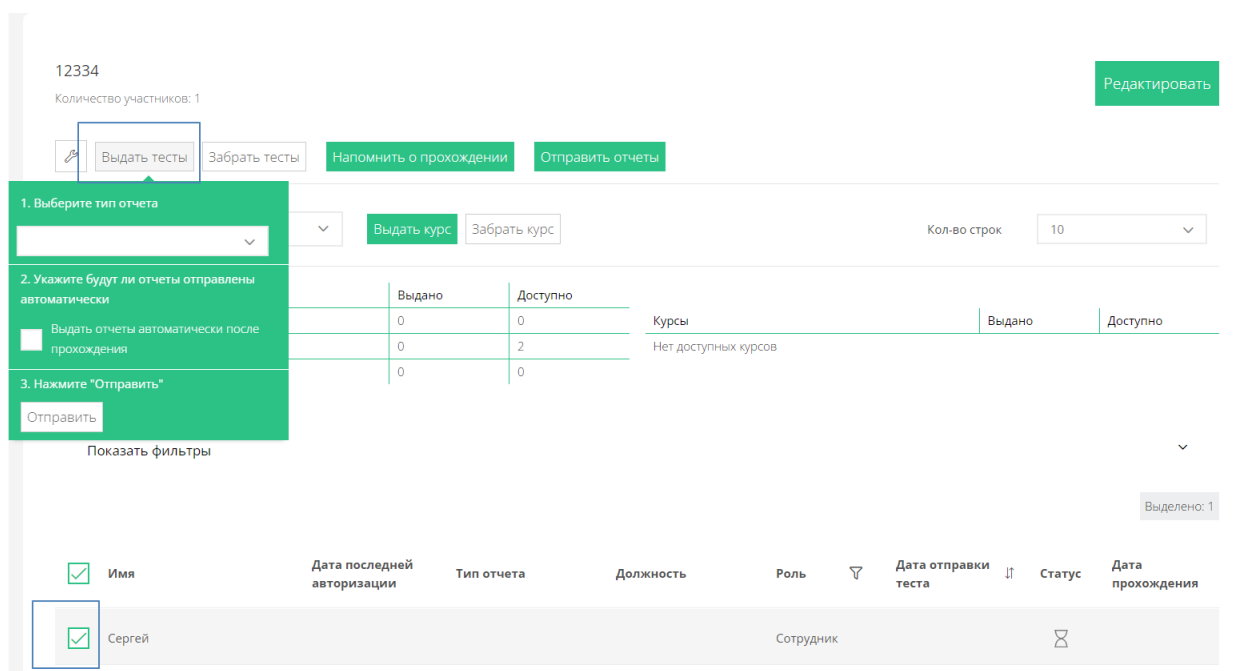 12334
Редактировать
Количество участников: 1
Выдать тесты
Забрать тесты
Напомнить о прохождении
Отправить отчеты
1. Выберите тип отчета
Выдать курс
Забрать курс
Кол-во строк
10
2. Укажите будут ли отчеты отправлены
автоматически
Выдать отчеты автоматически после
прохождения
3. Нажмите "Отправить"
Отправить
Выдано
Доступно
0
0
0
2
0
0
Курсы
Выдано
Доступно
Нет доступных курсов
Показать фильтры
Выделено: 1
Имя
Дата последней
авторизации
Тип отчета
Должность
Роль
Дата отправки
теста
Статус
Дата
прохождения
Сергей
Сотрудник